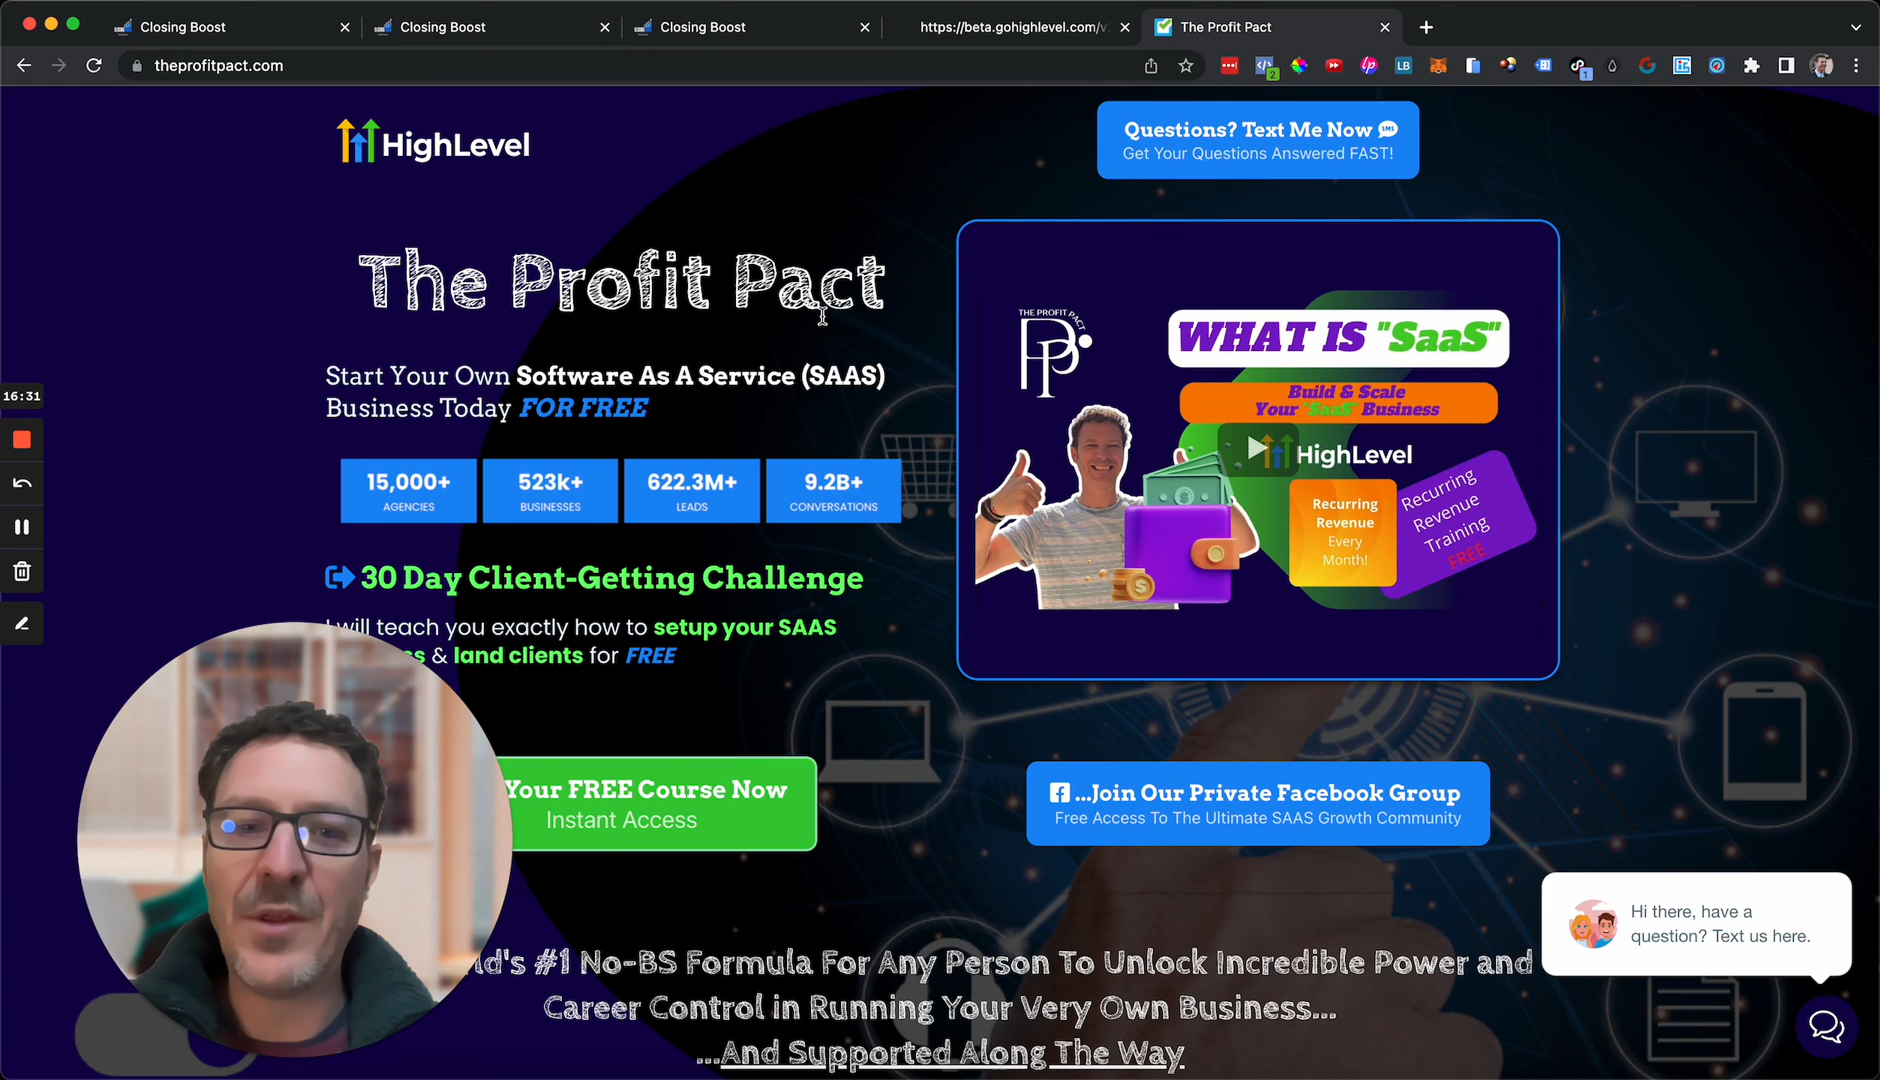 Closing Boost
Closing Boost
Closing Boost
https://beta.gohighlevel.com/v
The Profit Pact
theprofitpact.com
2
LB
1
HighLevel
Questions? Text Me Now SMS
Get Your Questions Answered FAST!
The Profit Pact
Start Your Own Software As A Service (SAAS)
Business Today FOR FREE
15,000+
AGENCIES
523k+
BUSINESSES
622.3M+
LEADS
9.2B+
CONVERSATIONS
30 Day Client-Getting Challenge
will teach you exactly how to setup your SAAS
& land clients for FREE
THE PROFIT PACT
WHAT IS "SaaS"
Build & Scale
Your "SaaS" Business
HighLevel
Recurring
Revenue
Every
Month!
Recurring
Revenue
Training
FREE
16:31
Your FREE Course Now
Instant Access
...Join Our Private Facebook Group
Free Access To The Ultimate SAAS Growth Community
Hi there, have a
question? Text us here.
#1 No-BS Formula For Any Person To Unlock Incredible Power and
Career Control in Running Your Very Own Business...
...And Supported Along The Way